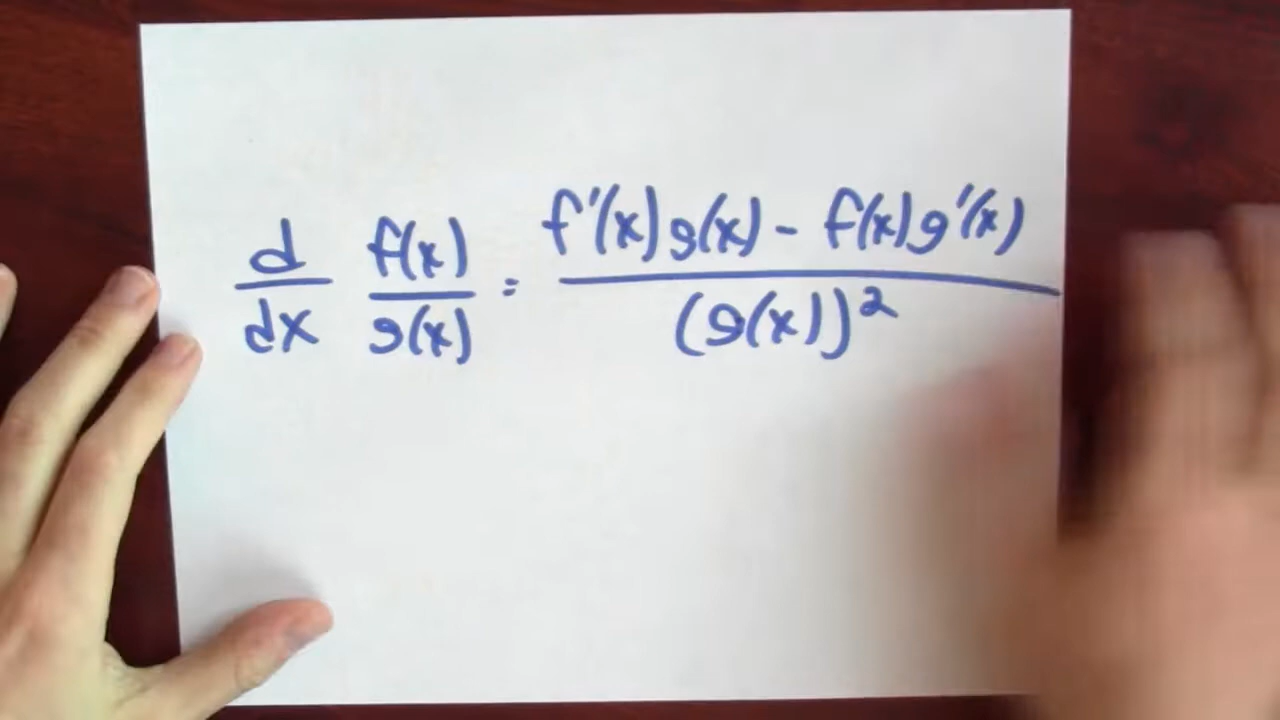 d/dx f(x)/g(x) = f'(x)g(x) - f(x)g'(x)/(g(x))²